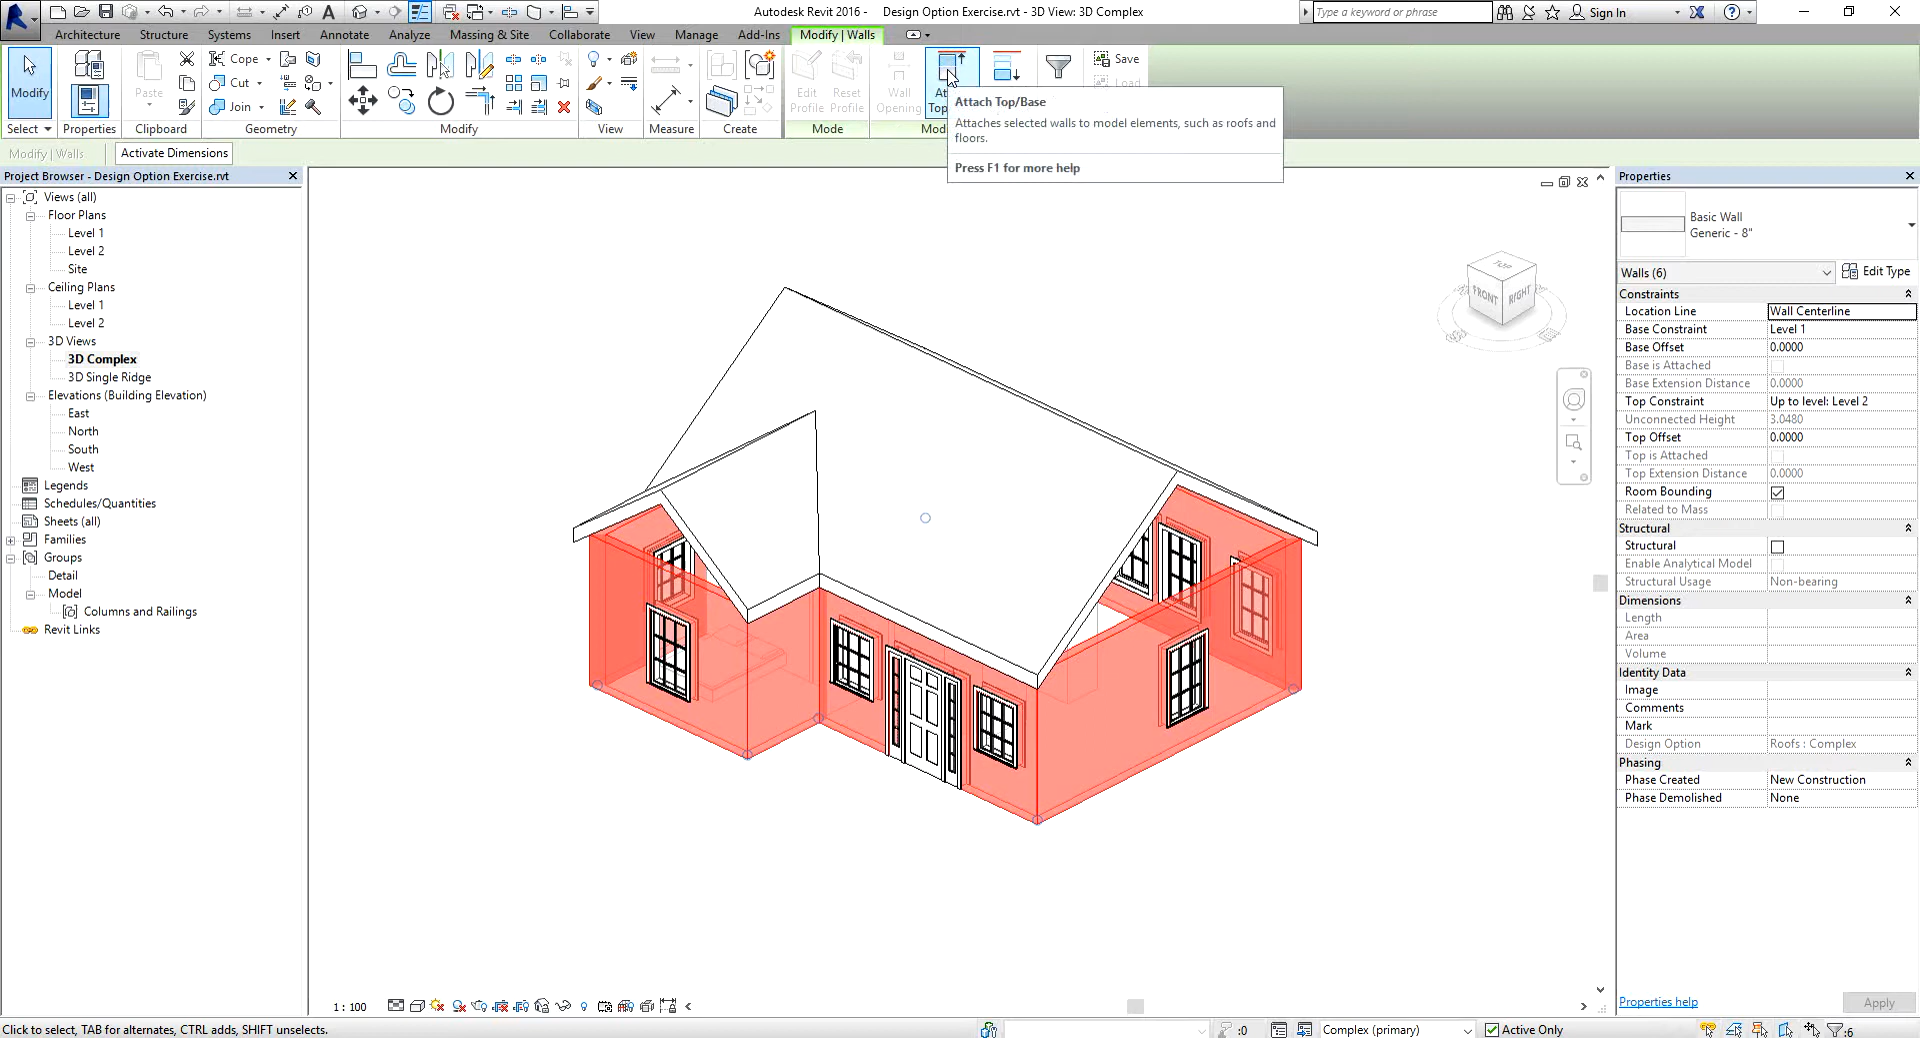 Autodesk Revit 2016 - Design Option Exercise.rvt - 3D View: 3D Complex
Type a keyword or phrase
Sign In
Architecture Structure Systems Insert Annotate Analyze Massing & Site Collaborate View Manage Add-Ins Modify | Walls
Modify
Paste
Cope
Cut
Join
Edit Profile
Reset Profile
Wall Opening
Save
Load
Select Properties Clipboard Geometry Modify View Measure Create Mode
Attach Top/Base
Attaches selected walls to model elements, such as roofs and
floors.
Press F1 for more help
Modify | Walls
Activate Dimensions
Project Browser - Design Option Exercise.rvt
Views (all)
Floor Plans
Level 1
Level 2
Site
Ceiling Plans
Level 1
Level 2
3D Views
3D Complex
3D Single Ridge
Elevations (Building Elevation)
East
North
South
West
Legends
Schedules/Quantities
Sheets (all)
Families
Groups
Detail
Model
Columns and Railings
Revit Links
TOP
FRONT
RIGHT
Properties
Basic Wall
Generic - 8"
Walls (6)
Edit Type
Constraints
Location Line Wall Centerline
Base Constraint Level 1
Base Offset 0.0000
Base is Attached
Base Extension Distance 0.0000
Top Constraint Up to level: Level 2
Unconnected Height 3.0480
Top Offset 0.0000
Top is Attached
Top Extension Distance 0.0000
Room Bounding
Related to Mass
Structural
Structural
Enable Analytical Model
Structural Usage Non-bearing
Dimensions
Length
Area
Volume
Identity Data
Image
Comments
Mark
Design Option Roofs : Complex
Phasing
Phase Created New Construction
Phase Demolished None
Properties help
Apply
1 : 100
Click to select, TAB for alternates, CTRL adds, SHIFT unselects.
:0
Complex (primary)
Active Only
:6